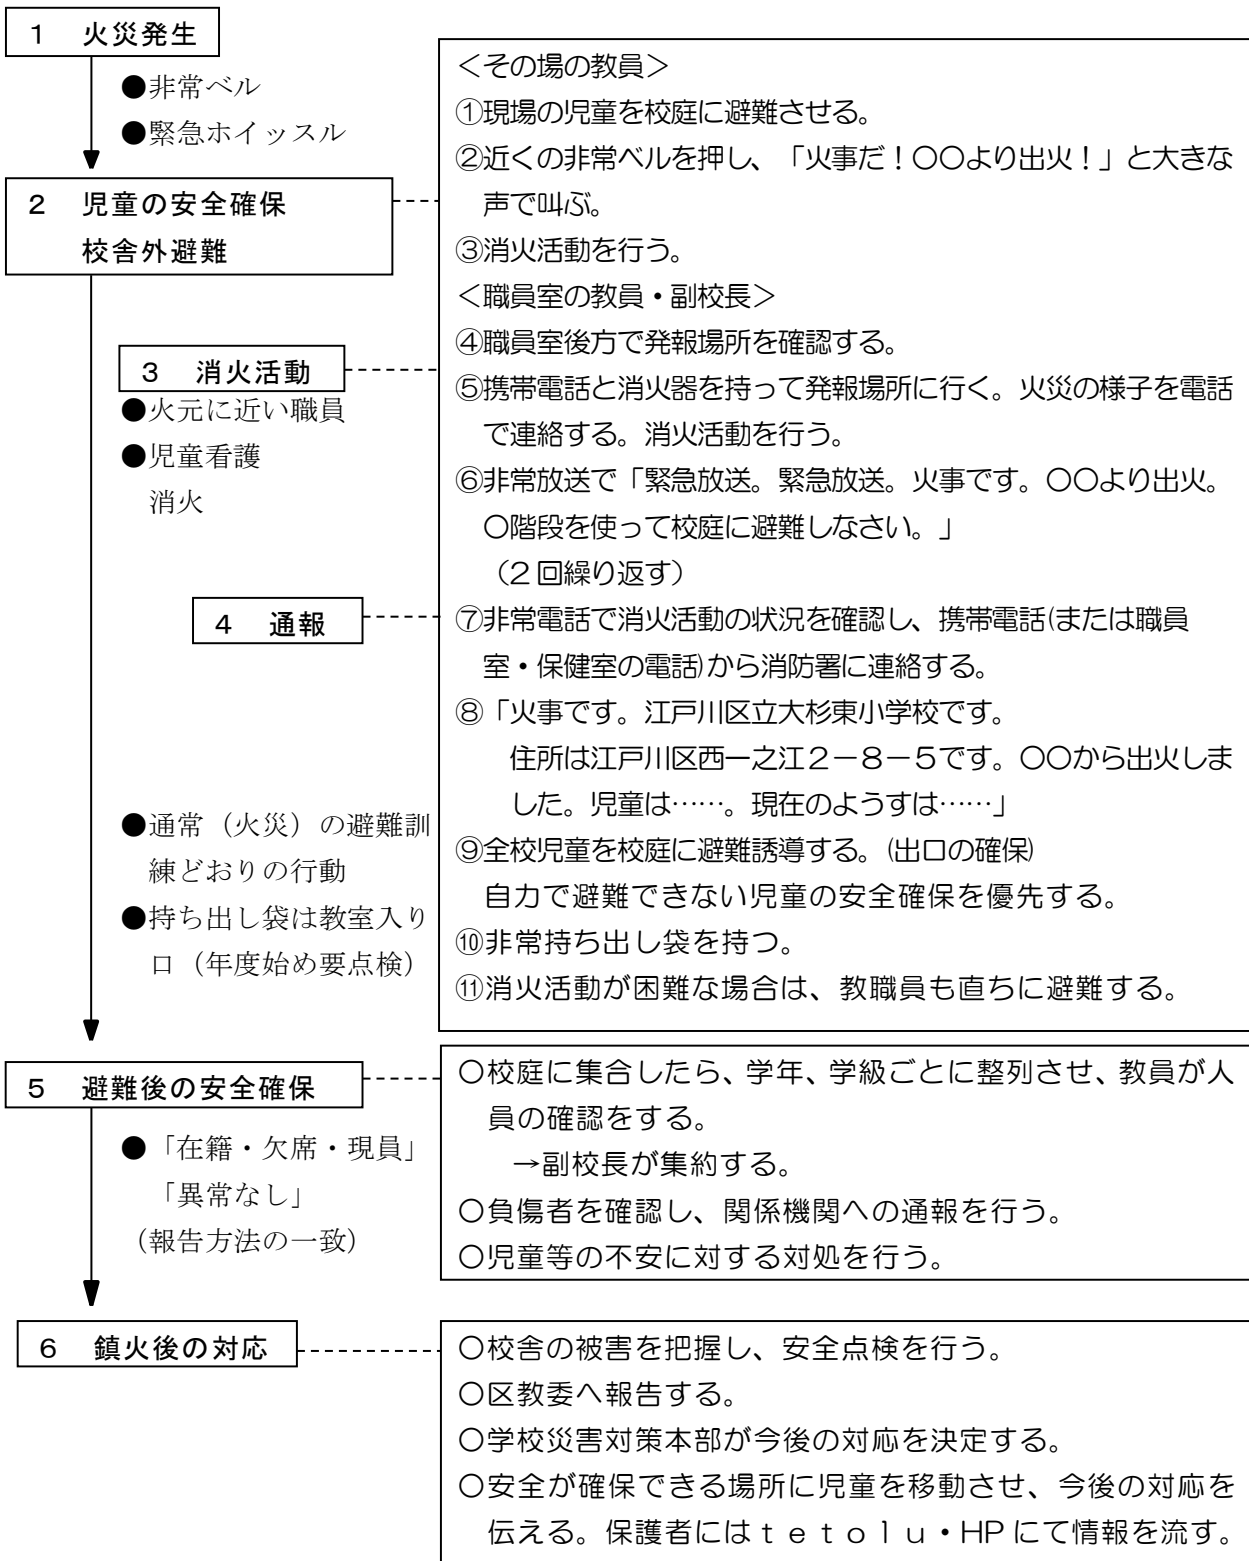 1　火災発生
●非常ベル
●緊急ホイッスル
2　児童の安全確保
校舎外避難
3　消火活動
●火元に近い職員
●児童看護
消火
4　通報
●通常（火災）の避難訓
練どおりの行動
●持ち出し袋は教室入り
口（年度始め要点検）
＜その場の教員＞
①現場の児童を校庭に避難させる。
②近くの非常ベルを押し、「火事だ！〇〇より出火！」と大きな
声で叫ぶ。
③消火活動を行う。
＜職員室の教員・副校長＞
④職員室後方で発報場所を確認する。
⑤携帯電話と消火器を持って発報場所に行く。火災の様子を電話
で連絡する。消火活動を行う。
⑥非常放送で「緊急放送。緊急放送。火事です。〇〇より出火。
〇階段を使って校庭に避難しなさい。」
（2回繰り返す）
⑦非常電話で消火活動の状況を確認し、携帯電話(または職員
室・保健室の電話)から消防署に連絡する。
⑧「火事です。江戸川区立大杉東小学校です。
住所は江戸川区西一之江２－８－５です。〇〇から出火しま
した。児童は……。現在のようすは……」
⑨全校児童を校庭に避難誘導する。(出口の確保)
自力で避難できない児童の安全確保を優先する。
⑩非常持ち出し袋を持つ。
⑪消火活動が困難な場合は、教職員も直ちに避難する。
5　避難後の安全確保
●「在籍・欠席・現員」
「異常なし」
（報告方法の一致）
〇校庭に集合したら、学年、学級ごとに整列させ、教員が人
員の確認をする。
→副校長が集約する。
〇負傷者を確認し、関係機関への通報を行う。
〇児童等の不安に対する対処を行う。
6　鎮火後の対応
〇校舎の被害を把握し、安全点検を行う。
〇区教委へ報告する。
〇学校災害対策本部が今後の対応を決定する。
〇安全が確保できる場所に児童を移動させ、今後の対応を
伝える。保護者にはｔｅｔｏｌｕ・HPにて情報を流す。